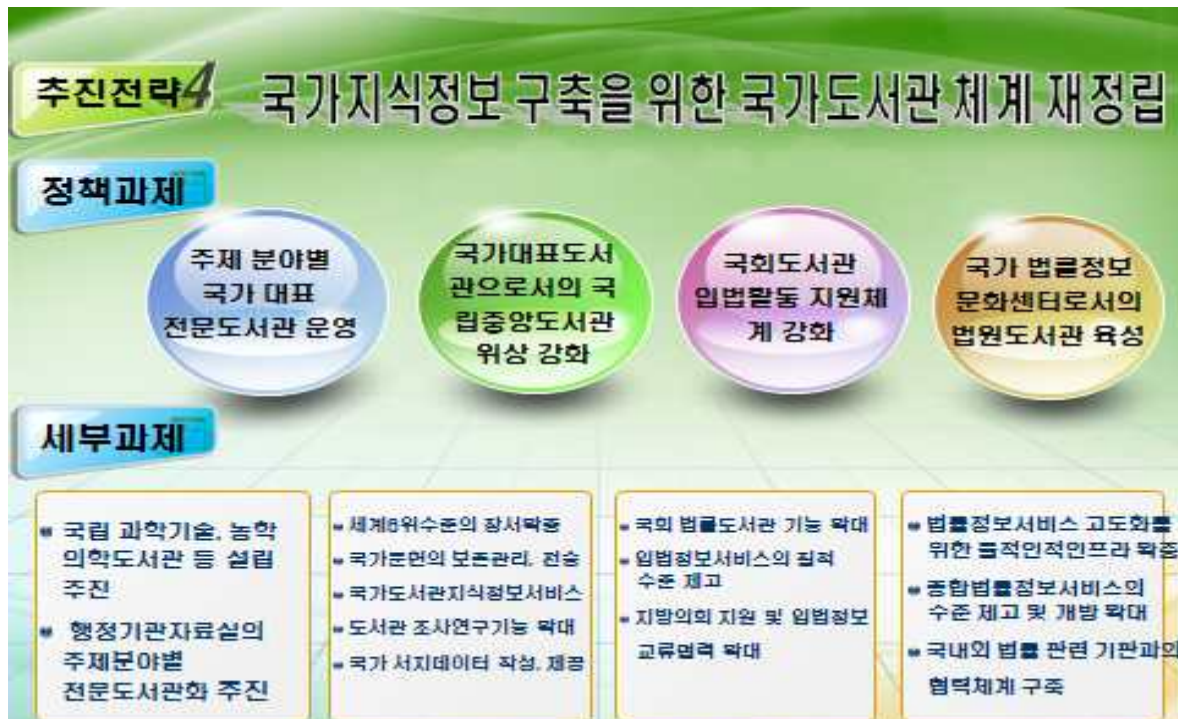 추진전략4 국가지식정보 구축을 위한 국가도서관 체계 재정립
정책과제
주제 분야별
국가 대표
전문도서관 운영
국가대표도서
관으로서의 국
립중앙도서관
위상 강화
국회도서관
입법활동 지원체
계 강화
국가 법률정보
문화센터로서의
법원도서관 육성
세부과제
국립 과학기술, 농학
의학도서관 등 설립
추진
행정기관자료실의
주제분야별
전문도서관화 추진
세계6위수준의 장서확충
국가문헌의 보존관리, 전승
국가도서관지식정보서비스
도서관 조사연구기능 확대
국가 서지데이터 작성, 제공
국회 법률도서관 기능 확대
입법정보서비스의 질적
수준 제고
지방의회 지원 및 입법정보
교류협력 확대
법률정보서비스 고도화를
위한 물적인적인프라 확충
종합법률정보서비스의
수준 제고 및 개방 확대
국내외 법률 관련 기관과의
협력체계 구축